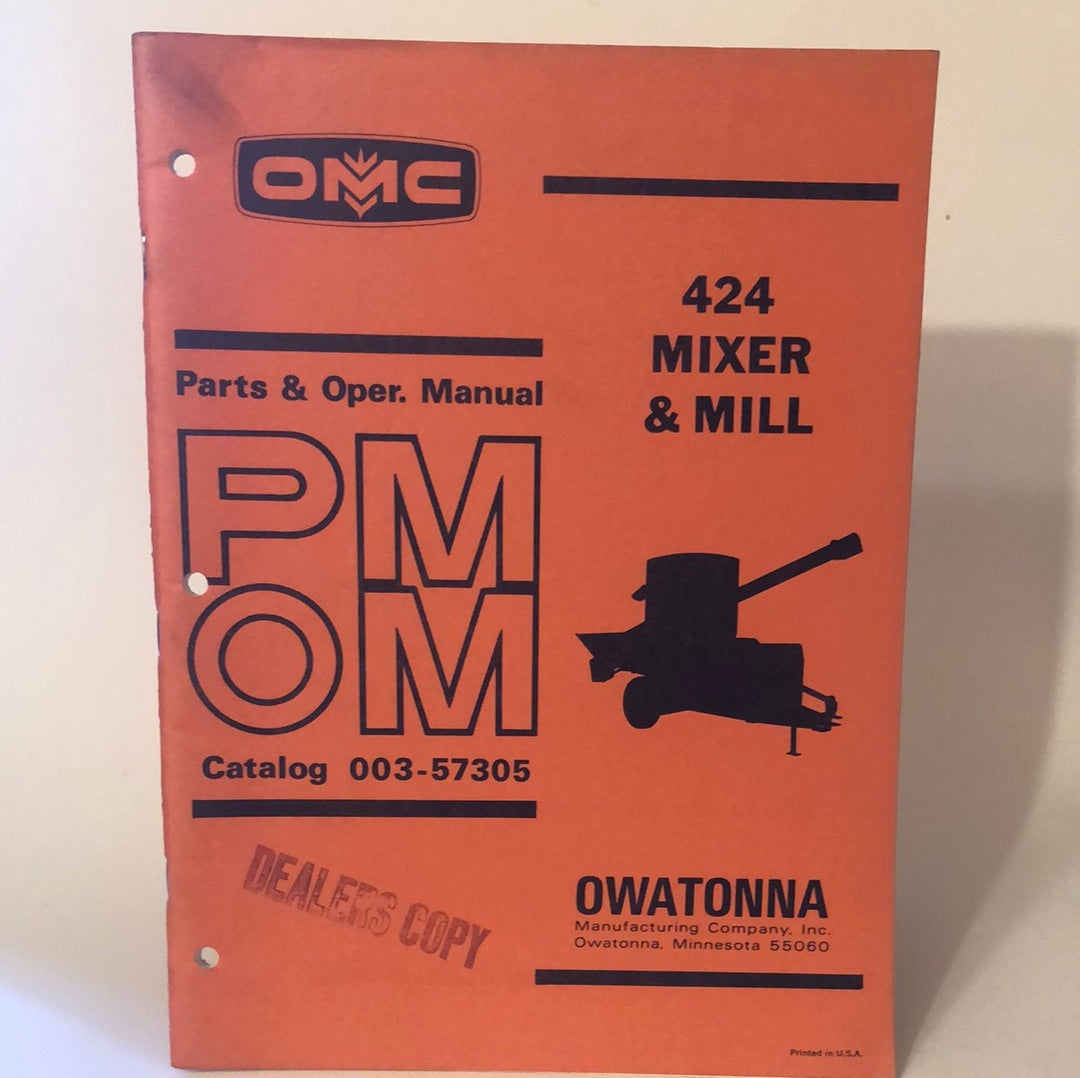 OMC
424
MIXER
& MILL
Parts & Oper. Manual
PM
OM
Catalog 003-57305
DEALERS COPY
OWATONNA
Manufacturing Company, Inc.
Owatonna, Minnesota 55060
Printed in U.S.A.